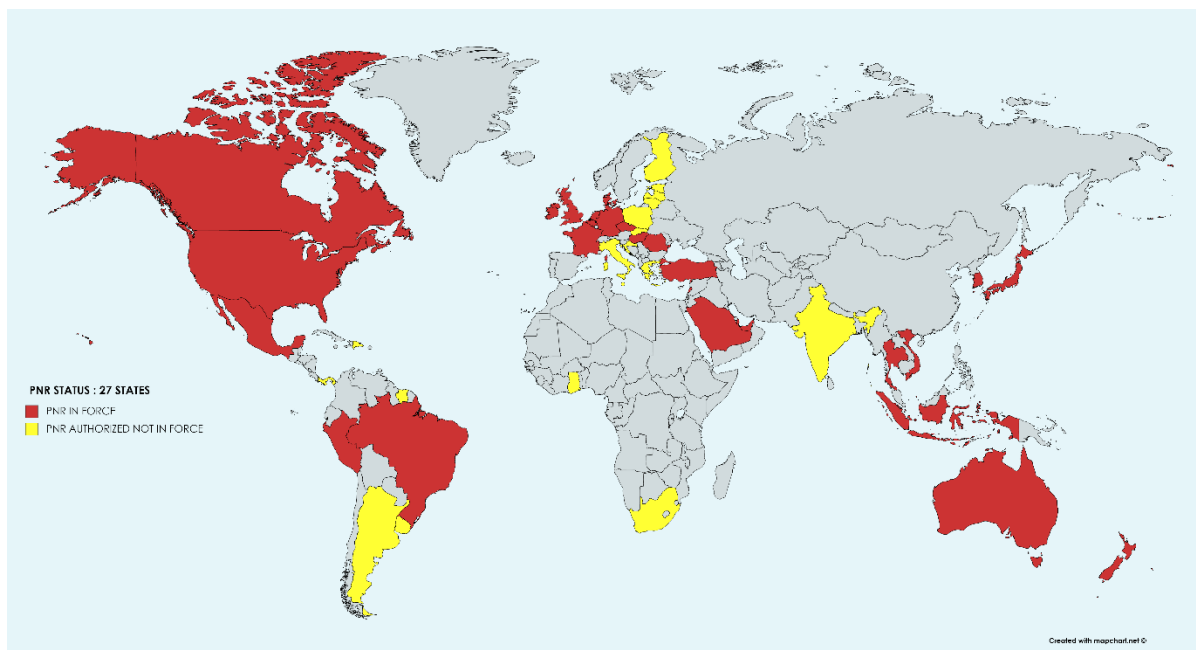 PNR STATUS : 27 STATES
PNR IN FORCE
PNR AUTHORIZED NOT IN FORCE
Created with mapchart.net ©